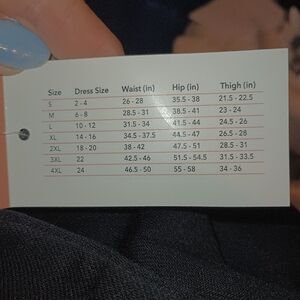 Size Dress Size Waist (in) Hip (in) Thigh (in)
S 2 - 4 26 - 28 35.5 - 38 21.5 - 22.5
M 6 - 8 28.5 - 31 38.5 - 41 23 - 24
L 10 - 12 31.5 - 34 41.5 - 44 24.5 - 26
XL 14 - 16 34.5 - 37.5 44.5 - 47 26.5 - 28
2XL 18 - 20 38 - 42 47.5 - 51 28.5 - 31
3XL 22 42.5 - 46 51.5 - 54.5 31.5 - 33.5
4XL 24 46.5 - 50 55 - 58 34 - 36